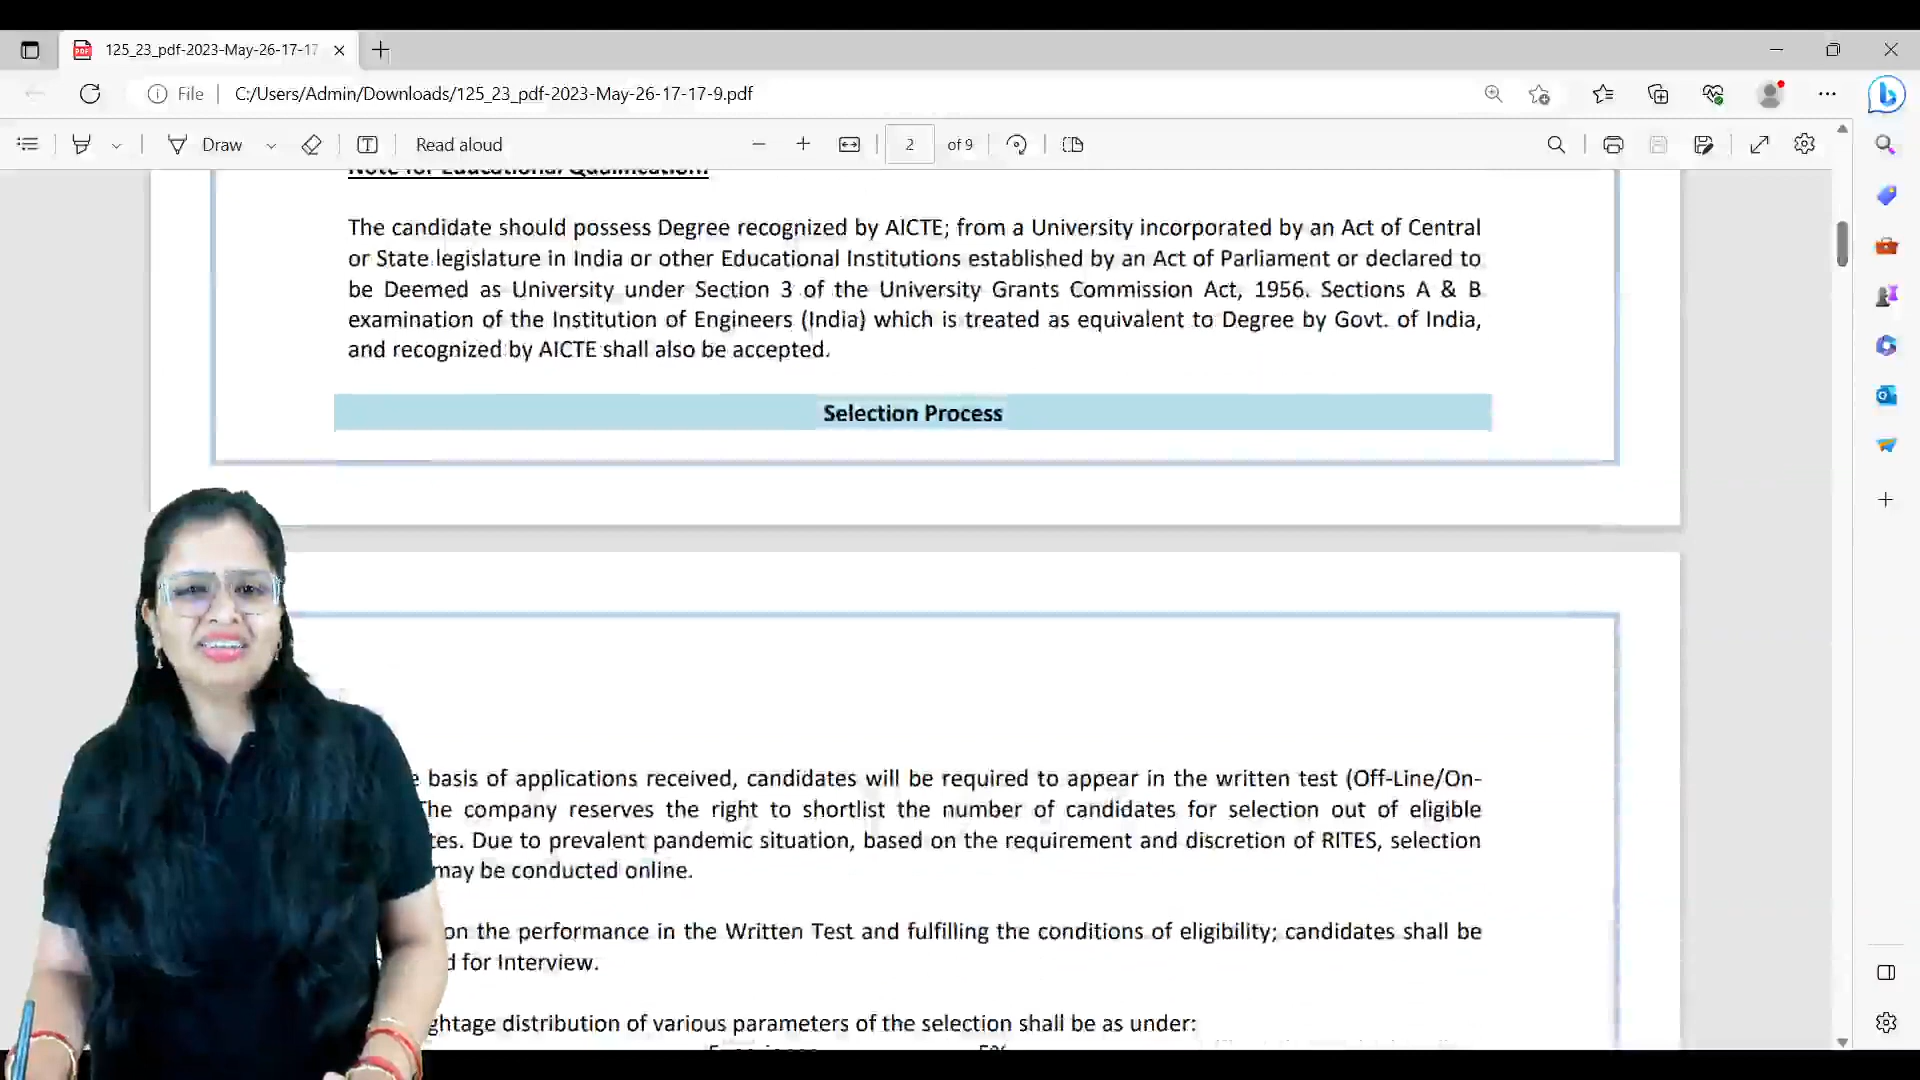 125_23_pdf-2023-May-26-17-17
File
C:/Users/Admin/Downloads/125_23_pdf-2023-May-26-17-17-9.pdf
Draw
Read aloud
2 of 9
Note for Educational Qualification:
The candidate should possess Degree recognized by AICTE; from a University incorporated by an Act of Central
or State legislature in India or other Educational Institutions established by an Act of Parliament or declared to
be Deemed as University under Section 3 of the University Grants Commission Act, 1956. Sections A & B
examination of the Institution of Engineers (India) which is treated as equivalent to Degree by Govt. of India,
and recognized by AICTE shall also be accepted.
Selection Process
basis of applications received, candidates will be required to appear in the written test (Off-Line/On-
The company reserves the right to shortlist the number of candidates for selection out of eligible
tes. Due to prevalent pandemic situation, based on the requirement and discretion of RITES, selection
may be conducted online.
on the performance in the Written Test and fulfilling the conditions of eligibility; candidates shall be
d for Interview.
ghtage distribution of various parameters of the selection shall be as under: